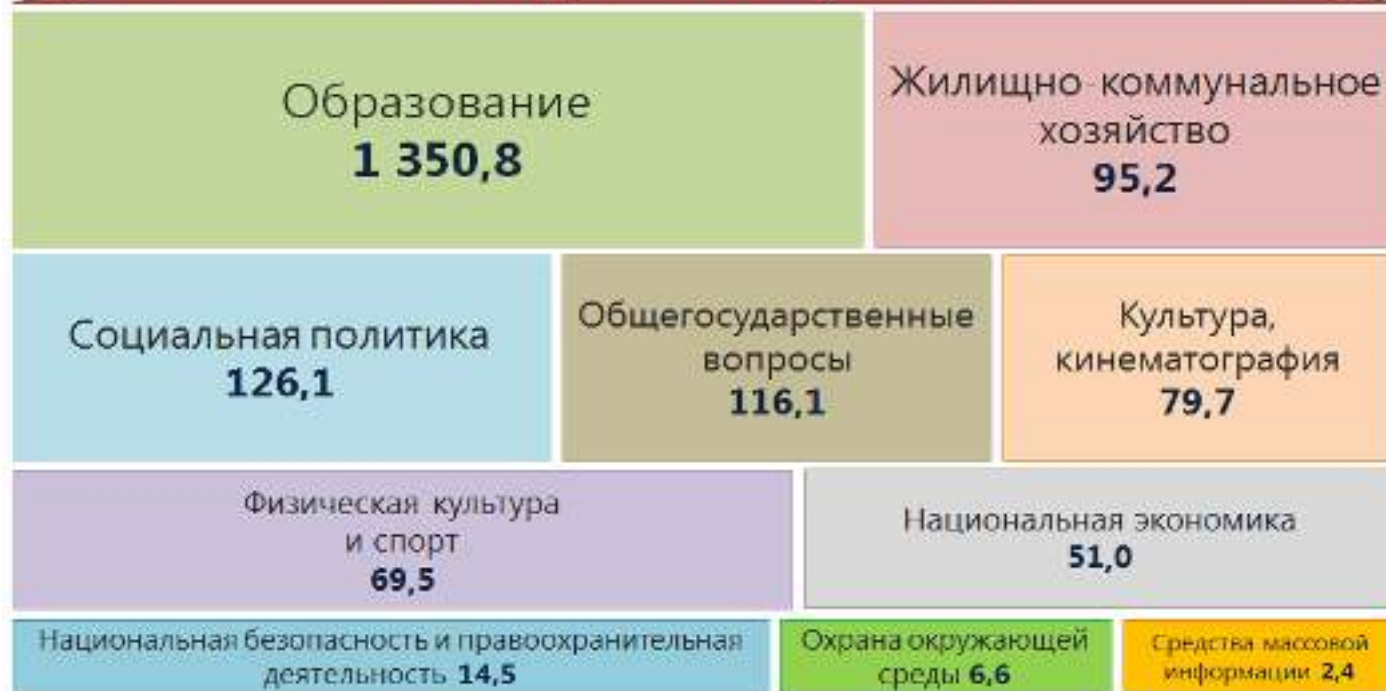 Образование
1 350,8
Жилищно коммунальное
хозяйство
95,2
Социальная политика
126,1
Общегосударственные
вопросы
116,1
Культура,
кинематография
79,7
Физическая культура
и спорт
69,5
Национальная экономика
51,0
Национальная безопасность и правоохранительная
деятельность 14,5
Охрана окружающей
среды 6,6
Средства массовой
информации 2,4